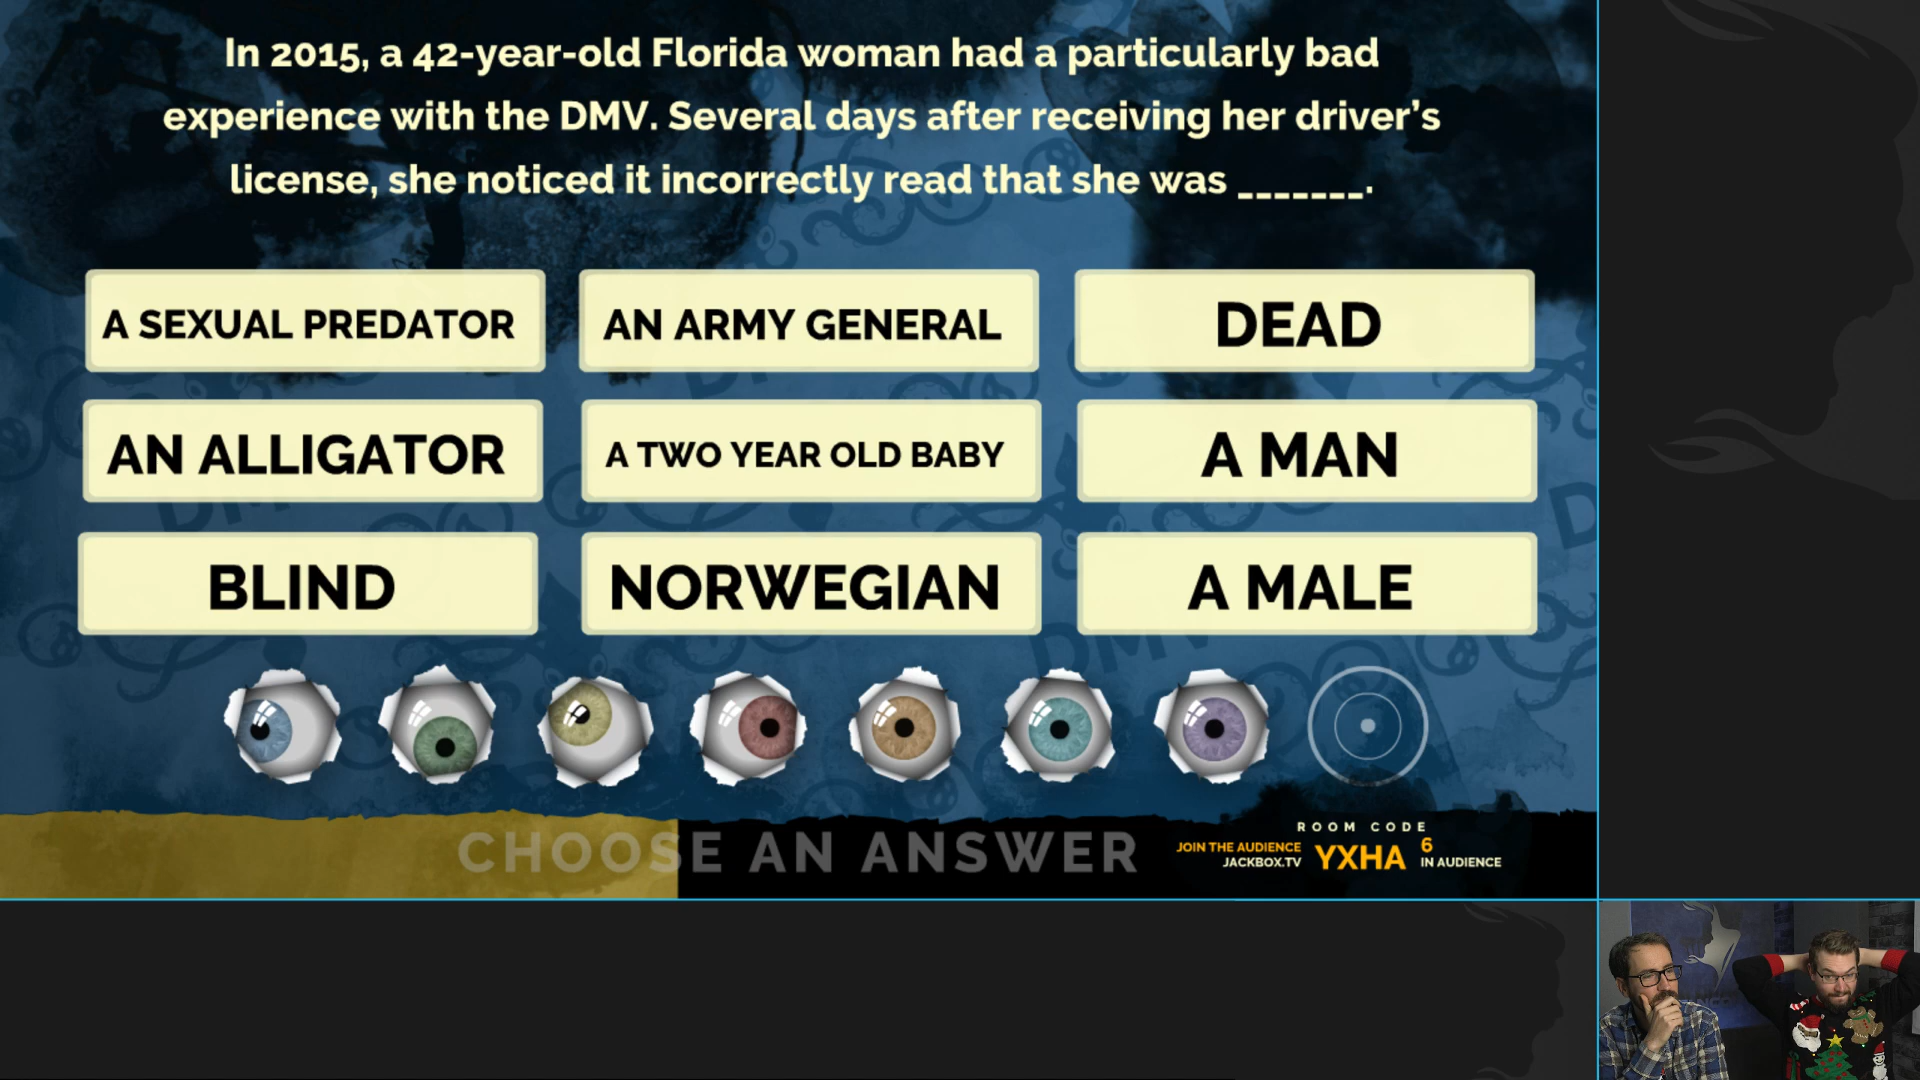 In 2015, a 42-year-old Florida woman had a particularly bad
experience with the DMV. Several days after receiving her driver's
license, she noticed it incorrectly read that she was _______.
A SEXUAL PREDATOR
AN ARMY GENERAL
DEAD
AN ALLIGATOR
A TWO YEAR OLD BABY
A MAN
BLIND
NORWEGIAN
A MALE
CHOOSE AN ANSWER
ROOM CODE
JOIN THE AUDIENCE
JACKBOX.TV
YXHA
6
IN AUDIENCE